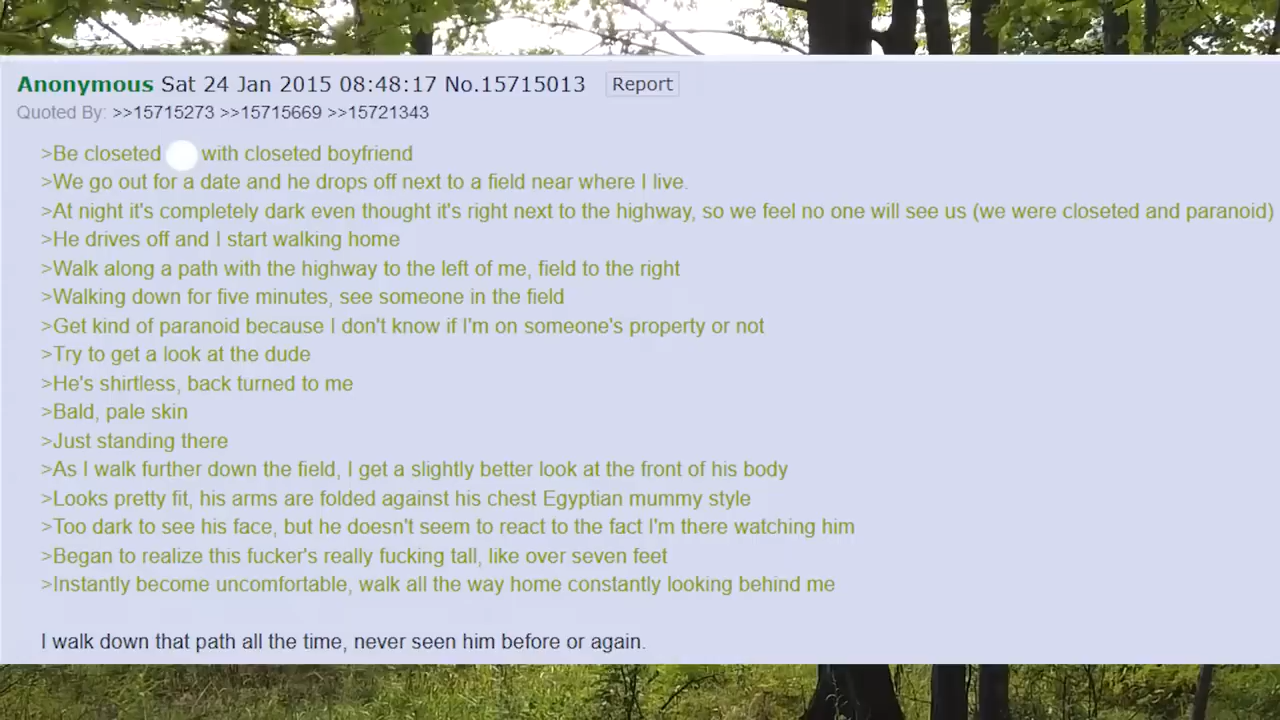 Anonymous Sat 24 Jan 2015 08:48:17 No.15715013 Report
Quoted By: >>15715273 >>15715669 >>15721343
>Be closeted with closeted boyfriend
>We go out for a date and he drops off next to a field near where I live.
>At night it's completely dark even thought it's right next to the highway, so we feel no one will see us (we were closeted and paranoid)
>He drives off and I start walking home
>Walk along a path with the highway to the left of me, field to the right
>Walking down for five minutes, see someone in the field
>Get kind of paranoid because I don't know if I'm on someone's property or not
>Try to get a look at the dude
>He's shirtless, back turned to me
>Bald, pale skin
>Just standing there
>As I walk further down the field, I get a slightly better look at the front of his body
>Looks pretty fit, his arms are folded against his chest Egyptian mummy style
>Too dark to see his face, but he doesn't seem to react to the fact I'm there watching him
>Began to realize this fucker's really fucking tall, like over seven feet
>Instantly become uncomfortable, walk all the way home constantly looking behind me
I walk down that path all the time, never seen him before or again.